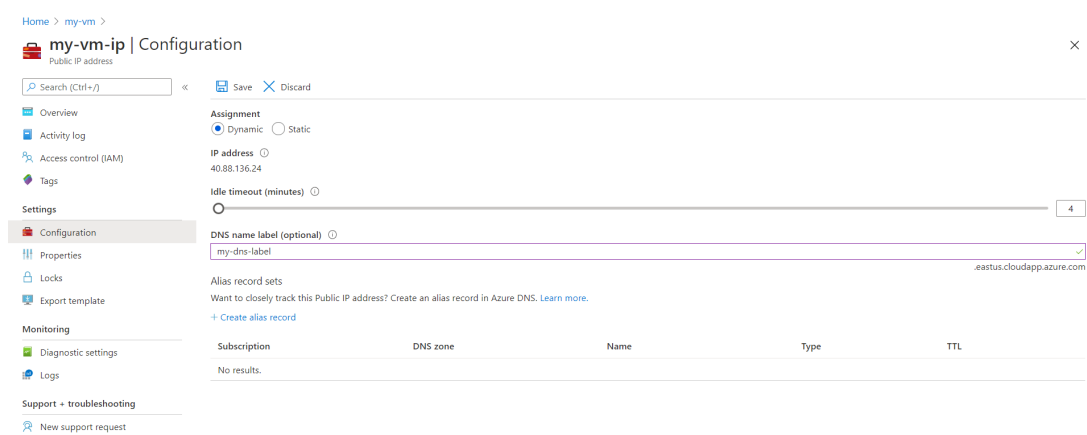 Home > my-vm >
my-vm-ip | Configuration
Public IP address
Search (Ctrl+/)
«
Save
Discard
Overview
Activity log
Access control (IAM)
Tags
Settings
Configuration
Properties
Locks
Export template
Monitoring
Diagnostic settings
Logs
Support + troubleshooting
New support request
Assignment
Dynamic Static
IP address
40.88.136.24
Idle timeout (minutes)
4
DNS name label (optional)
my-dns-label
.eastus.cloudapp.azure.com
Alias record sets
Want to closely track this Public IP address? Create an alias record in Azure DNS. Learn more.
+ Create alias record
Subscription DNS zone Name Type TTL
No results.